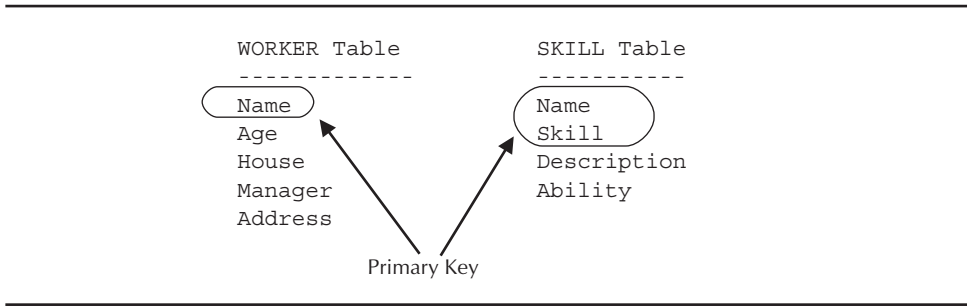 WORKER Table SKILL Table
------------- -----------
Name Name
Age Skill
House Description
Manager Ability
Address
Primary Key